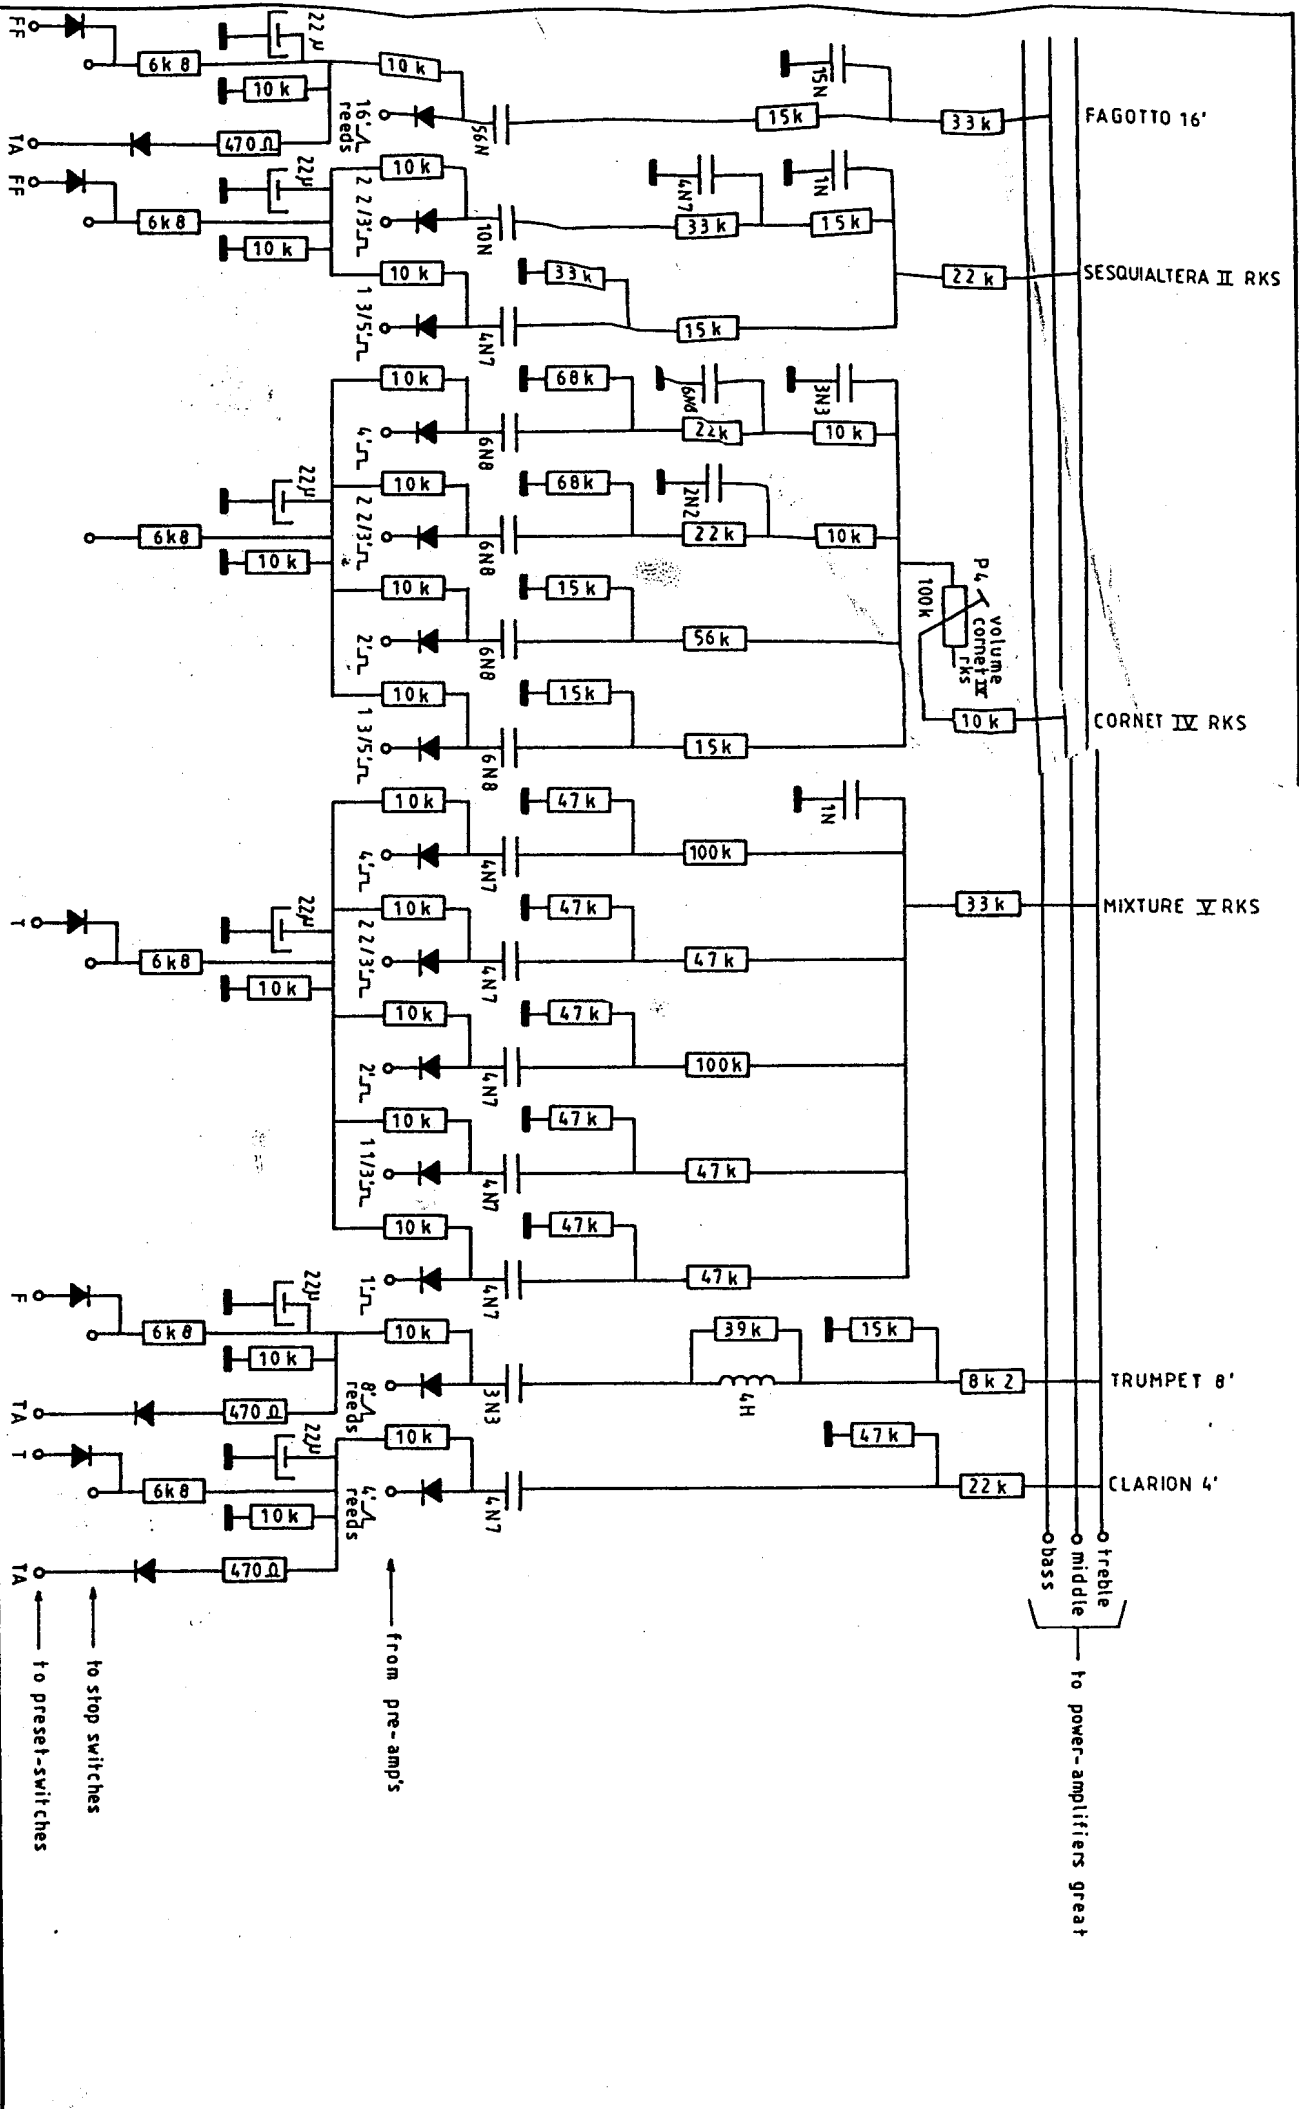 FAGOTTO 16'
SESQUIALTERA II RKS
CORNET IV RKS
MIXTURE V RKS
TRUMPET 8'
CLARION 4'
33k
15k
15N
56N
10k
16' reeds
22µ
6k8
10k
470Ω
FF
TA
22k
15k
1N
33k
4N7
10N
10k
2 2/3'
15k
33k
4N7
10k
1 3/5'
22µ
6k8
10k
FF
10k
P4
100k
volume
cornet IV
rks
3N3
10k
22k
6N8
68k
6N8
10k
4'
10k
22k
2N2
68k
6N8
10k
2 2/3'
56k
15k
6N8
10k
2'
15k
15k
6N8
10k
1 3/5'
22µ
6k8
10k
33k
1N
100k
47k
4N7
10k
4'
47k
47k
4N7
10k
2 2/3'
100k
47k
4N7
10k
2'
47k
47k
4N7
10k
1 1/3'
47k
47k
4N7
10k
1'
22µ
6k8
10k
T
8k2
15k
39k
4H
3N3
10k
8' reeds
22µ
6k8
10k
470Ω
F
TA
22k
47k
4N7
10k
4' reeds
22µ
6k8
10k
470Ω
T
TA
treble
middle
bass
to power-amplifiers great
from pre-amp's
to stop switches
to preset-switches